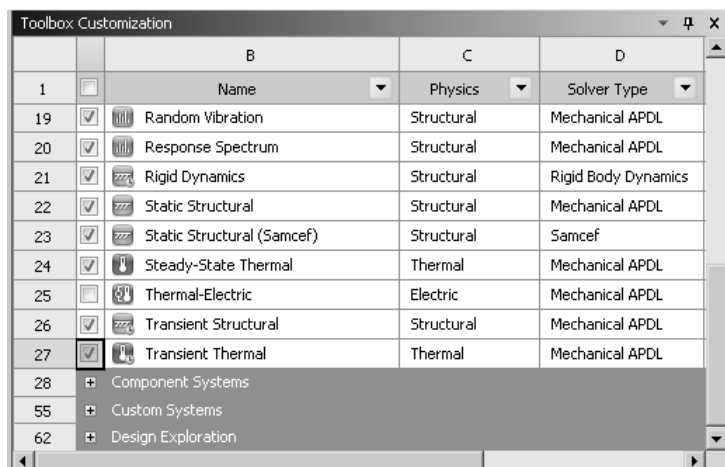 Toolbox Customization
B C D
1 Name Physics Solver Type
19 Random Vibration Structural Mechanical APDL
20 Response Spectrum Structural Mechanical APDL
21 Rigid Dynamics Structural Rigid Body Dynamics
22 Static Structural Structural Mechanical APDL
23 Static Structural (Samcef) Structural Samcef
24 Steady-State Thermal Thermal Mechanical APDL
25 Thermal-Electric Electric Mechanical APDL
26 Transient Structural Structural Mechanical APDL
27 Transient Thermal Thermal Mechanical APDL
28 Component Systems
55 Custom Systems
62 Design Exploration